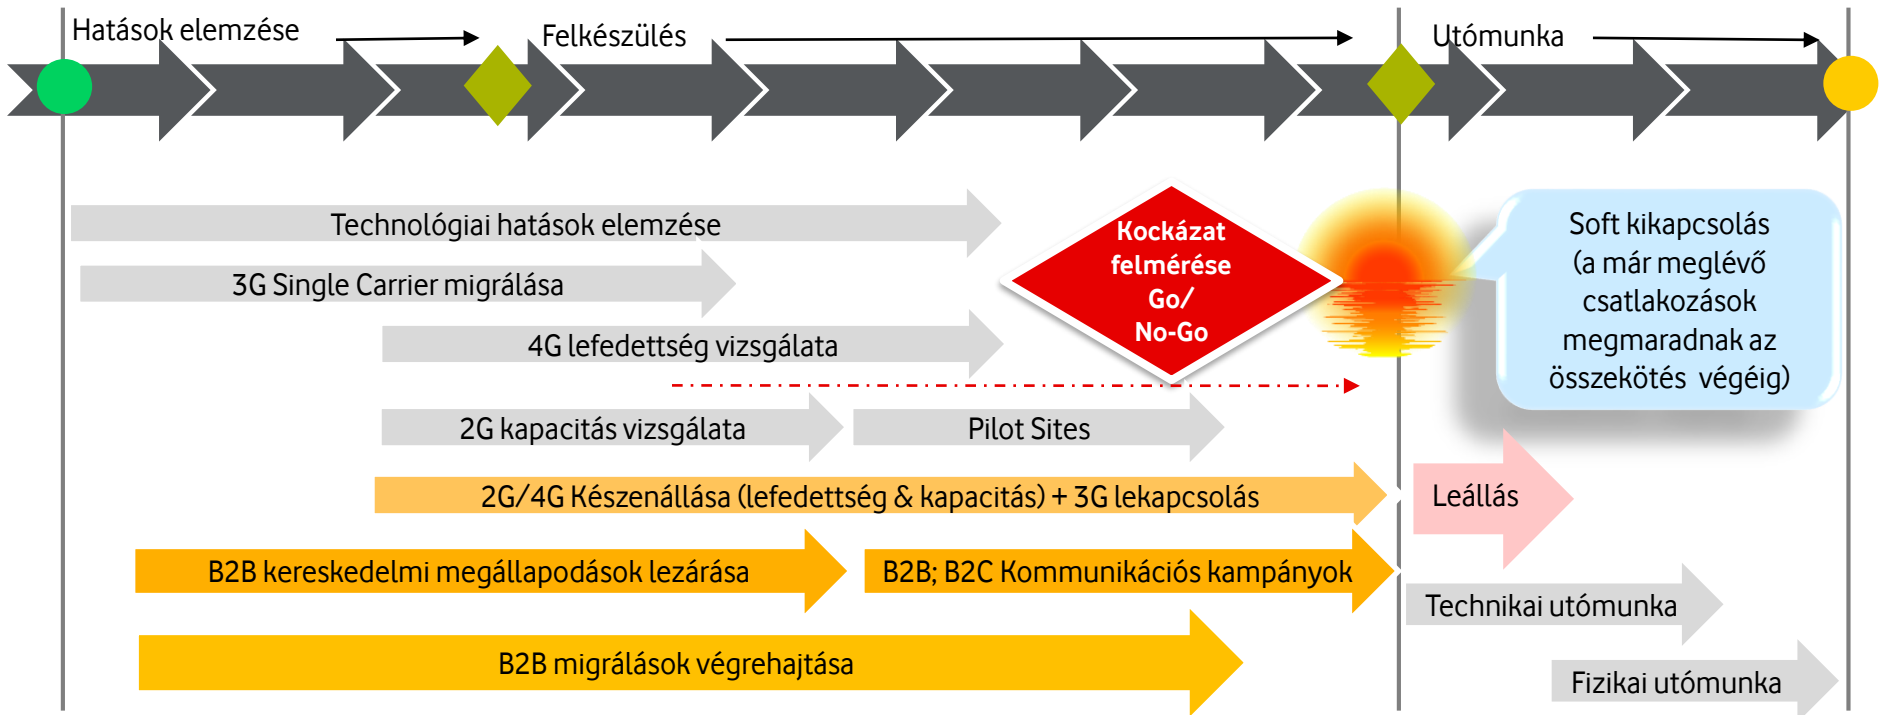 Hatások elemzése
Felkészülés
Utómunka
Technológiai hatások elemzése
3G Single Carrier migrálása
4G lefedettség vizsgálata
Kockázat
felmérése
Go/
No-Go
Soft kikapcsolás
(a már meglévő
csatlakozások
megmaradnak az
összekötés végéig)
2G kapacitás vizsgálata
Pilot Sites
2G/4G Készenállása (lefedettség & kapacitás) + 3G lekapcsolás
Leállás
B2B kereskedelmi megállapodások lezárása
B2B; B2C Kommunikációs kampányok
Technikai utómunka
B2B migrálások végrehajtása
Fizikai utómunka